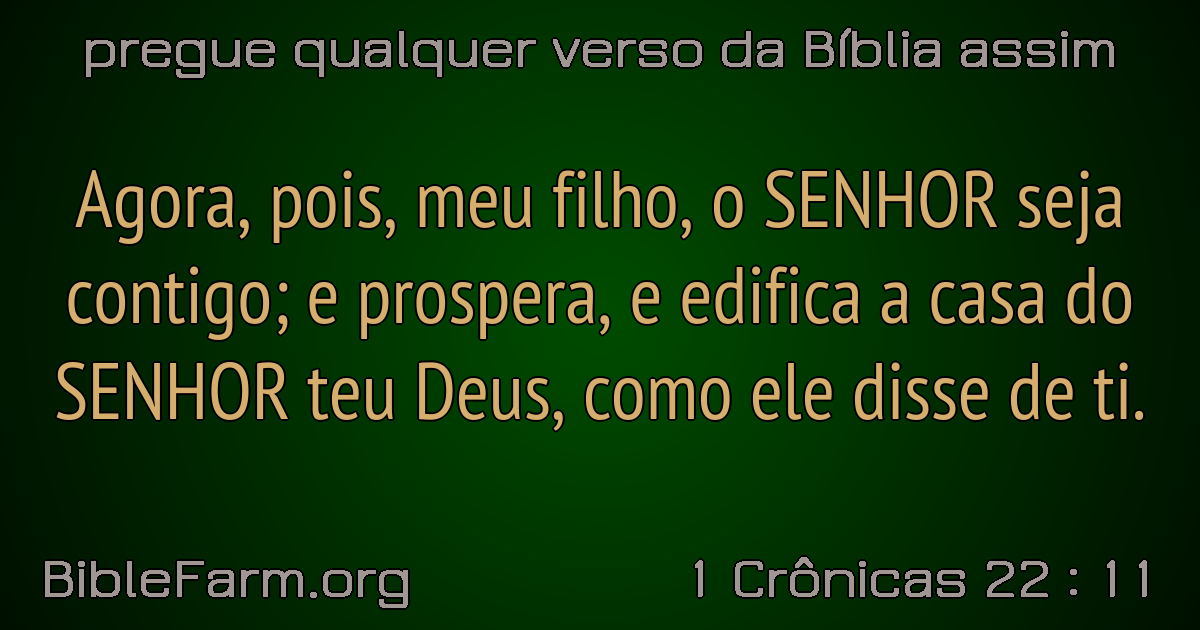 pregue qualquer verso da Bíblia assim
Agora, pois, meu filho, o SENHOR seja
contigo; e prospera, e edifica a casa do
SENHOR teu Deus, como ele disse de ti.
BibleFarm.org
1 Crônicas 22 : 11